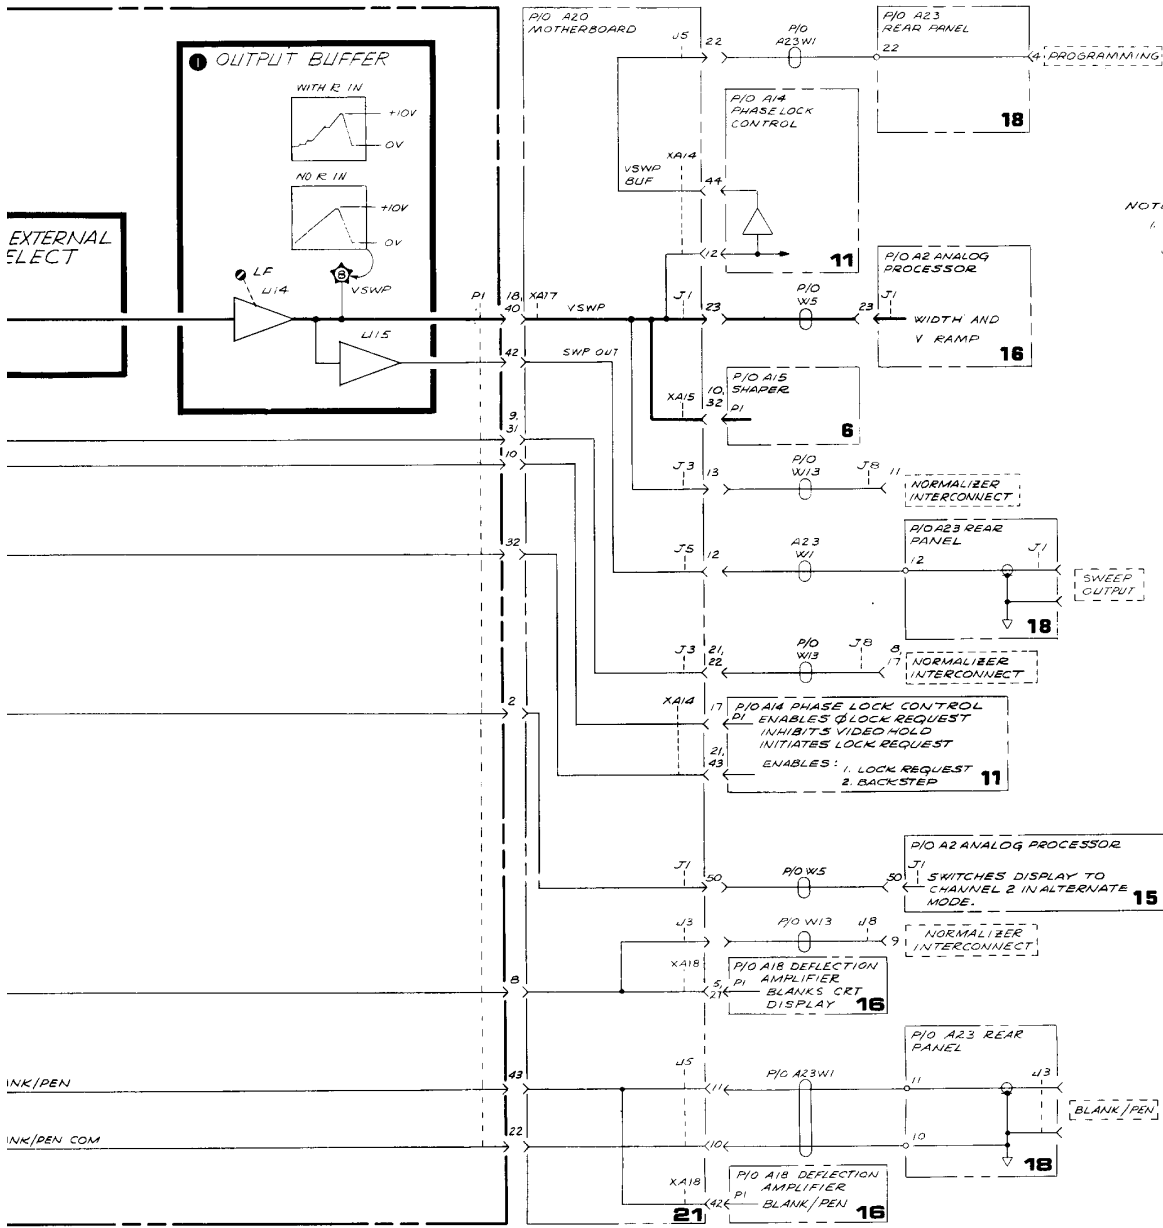 P/O A20
MOTHERBOARD
J5
22
P/O
A23W1
P/O A23
REAR PANEL
22
4
PROGRAMMING
18
1 OUTPUT BUFFER
WITH R IN
+10V
0V
NO R IN
+10V
0V
P/O A14
PHASE LOCK
CONTROL
XA14
VSWP
BUF
44
12
11
EXTERNAL
ELECT
LF
U14
8
VSWP
U15
P1
18,
40
XA17
VSWP
J1
23
P/O
W5
23
P/O A2 ANALOG
PROCESSOR
J1
WIDTH AND
V RAMP
16
42
SWP OUT
XA15
10,
32
P/O A15
SHAPER
P1
6
9,
31
10
J3
13
P/O
W13
J8
11
NORMALIZER
INTERCONNECT
32
J5
12
A23
W1
P/O A23 REAR
PANEL
12
J1
SWEEP
OUTPUT
18
J3
21,
22
P/O
W13
J8
8,
17
NORMALIZER
INTERCONNECT
2
XA14
17
P/O A14 PHASE LOCK CONTROL
P1
ENABLES ϕ LOCK REQUEST
INHIBITS VIDEO HOLD
INITIATES LOCK REQUEST
21,
43
ENABLES:
1. LOCK REQUEST
2. BACKSTEP
11
J1
50
P/O W5
50
P/O A2 ANALOG PROCESSOR
J1
SWITCHES DISPLAY TO
CHANNEL 2 IN ALTERNATE
MODE.
15
J3
P/O W13
J8
9
NORMALIZER
INTERCONNECT
8
XA18
5,
21
P/O A18 DEFLECTION
AMPLIFIER
P1
BLANKS CRT
DISPLAY
16
NK/PEN
43
J5
11
P/O A23W1
P/O A23 REAR
PANEL
11
J3
BLANK/PEN
NK/PEN COM
22
10
10
18
XA18
42
P/O A18 DEFLECTION
AMPLIFIER
P1
BLANK/PEN
16
21